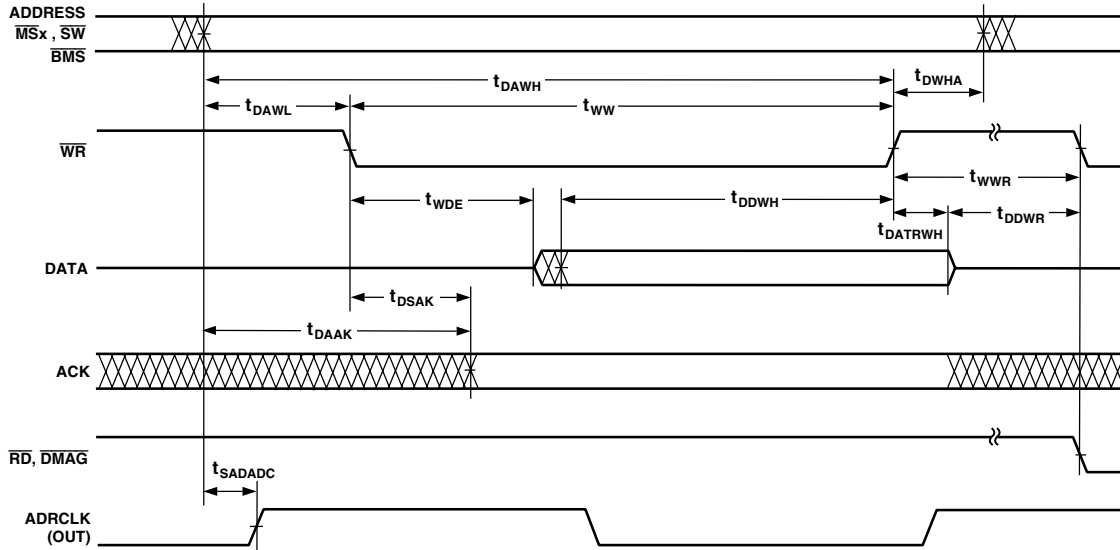 ADDRESS
MSx , SW
BMS
tDAWH
tDWHA
tDAWL
tWW
WR
tWWR
tWDE
tDDWH
tDATRWH
tDDWR
DATA
tDSAK
tDAAK
ACK
RD, DMAG
tSADADC
ADRCLK
(OUT)